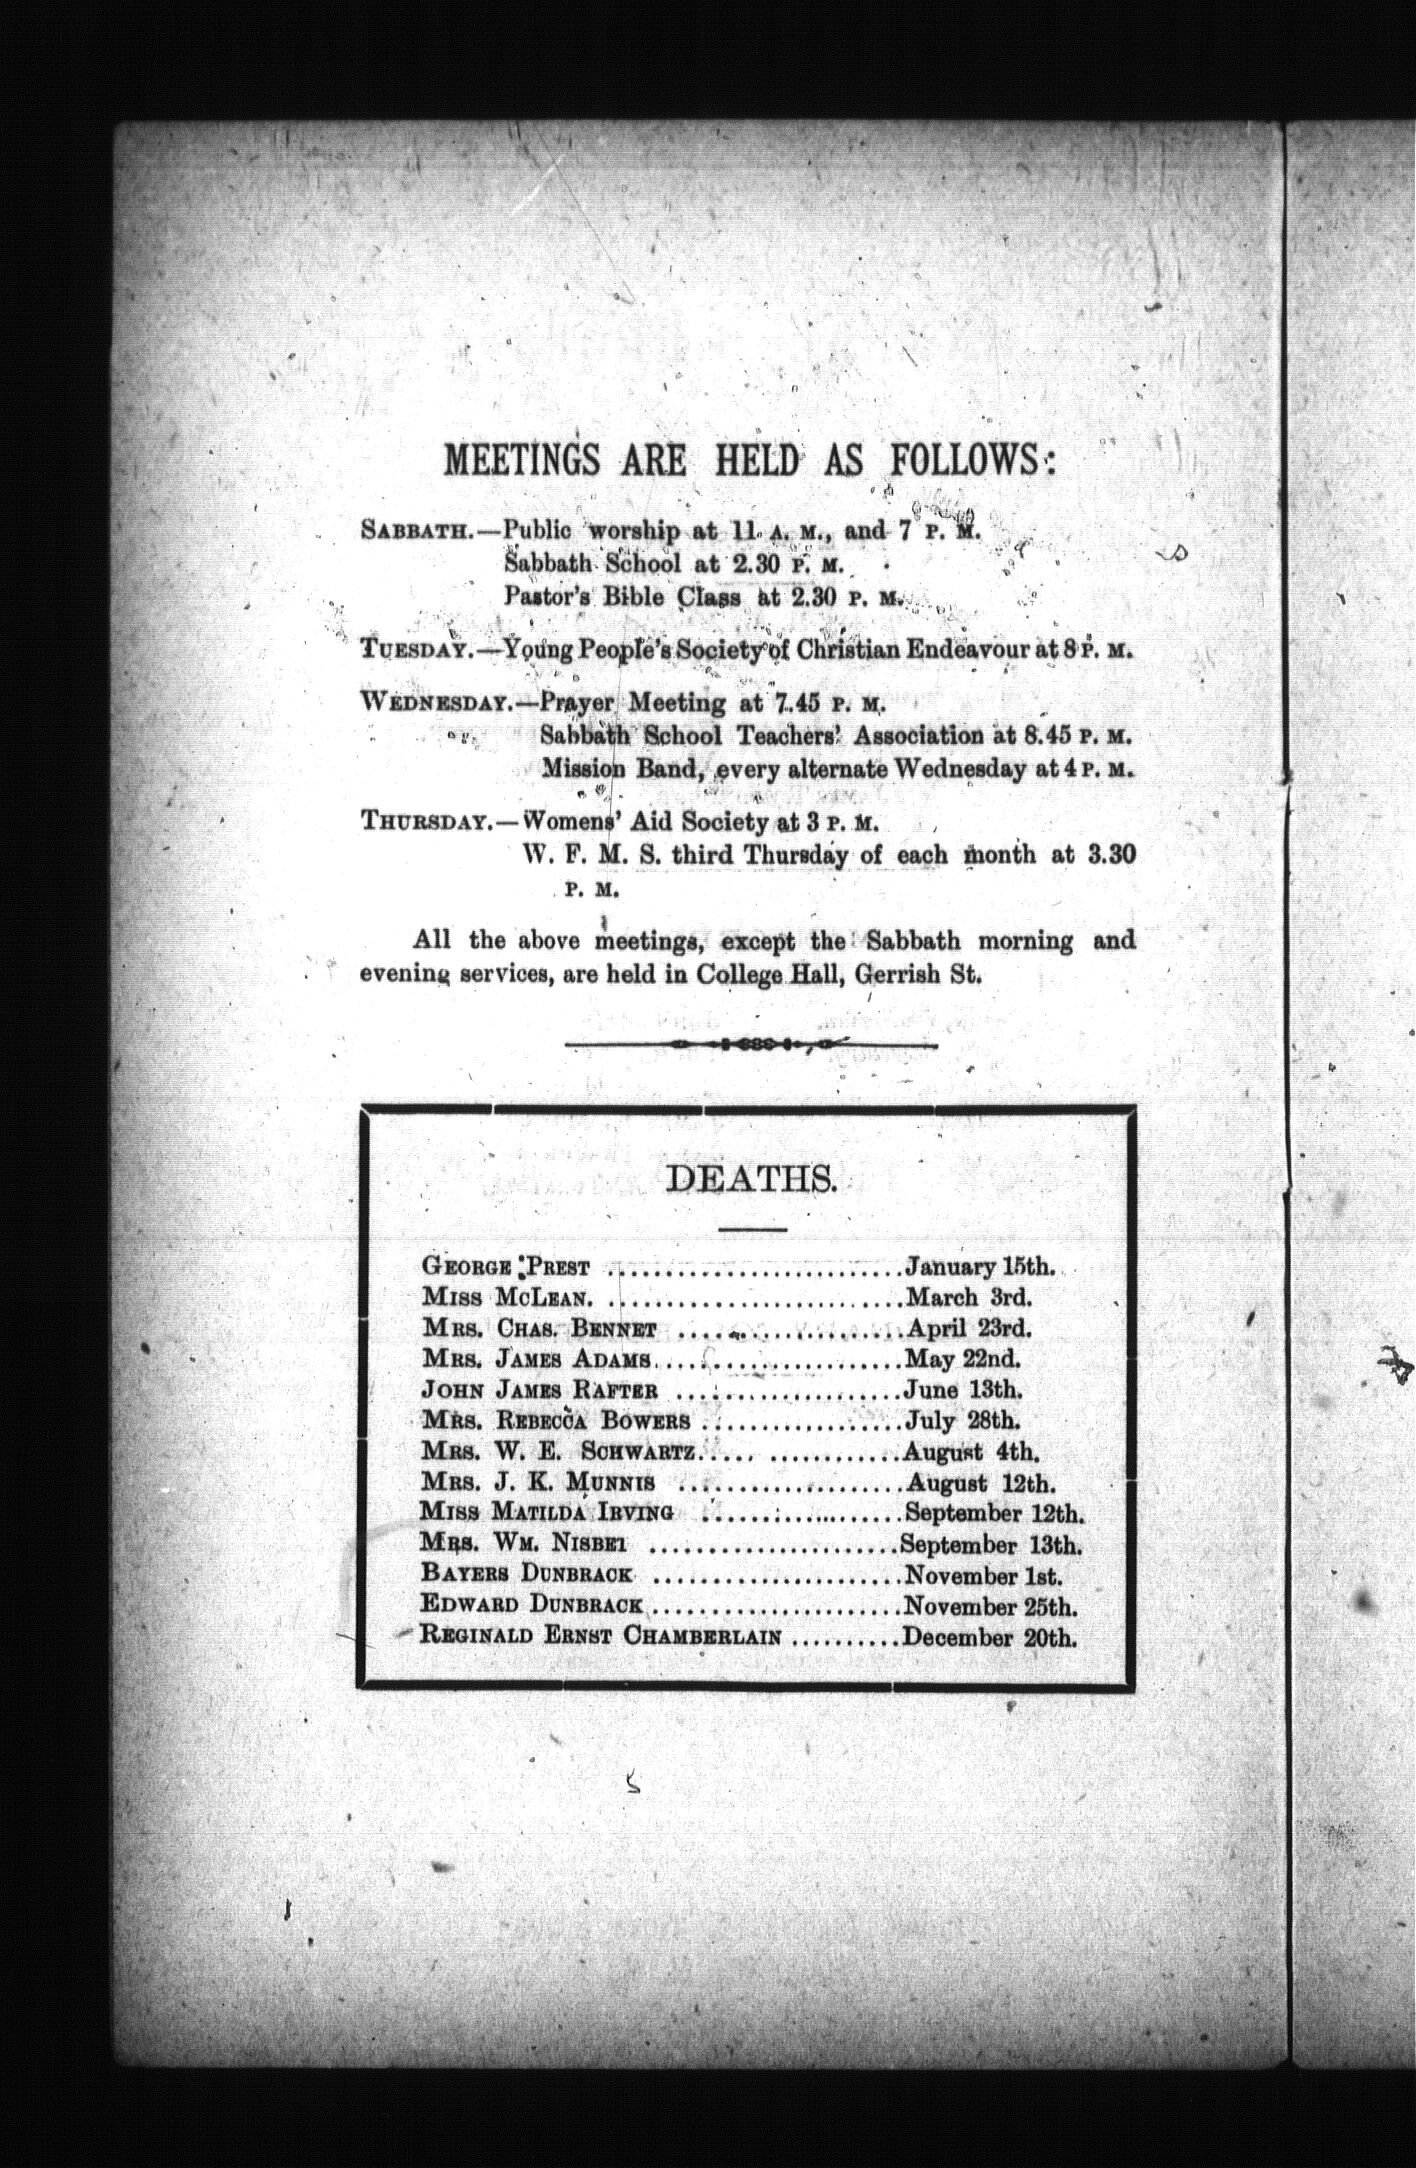 MEETINGS ARE HELD AS FOLLOWS:
SABBATH.—Public worship at 11 A. M., and 7 P. M.
Sabbath School at 2.30 P. M.
Pastor's Bible Class at 2.30 P. M.
TUESDAY.—Young People's Society of Christian Endeavour at 8 P. M.
WEDNESDAY.—Prayer Meeting at 7.45 P. M.
Sabbath School Teachers' Association at 8.45 P. M.
Mission Band, every alternate Wednesday at 4 P. M.
THURSDAY.—Womens' Aid Society at 3 P. M.
W. F. M. S. third Thursday of each month at 3.30
P. M.
All the above meetings, except the Sabbath morning and
evening services, are held in College Hall, Gerrish St.
DEATHS.
GEORGE PREST ..........................January 15th.
MISS MCLEAN. ..........................March 3rd.
MRS. CHAS. BENNET ....................April 23rd.
MRS. JAMES ADAMS......................May 22nd.
JOHN JAMES RAFTER ....................June 13th.
MRS. REBECCA BOWERS ..................July 28th.
MRS. W. E. SCHWARTZ..... ............August 4th.
MRS. J. K. MUNNIS ....................August 12th.
MISS MATILDA IRVING ..................September 12th.
MRS. WM. NISBET ......................September 13th.
BAYERS DUNBRACK ......................November 1st.
EDWARD DUNBRACK......................November 25th.
REGINALD ERNST CHAMBERLAIN ..........December 20th.